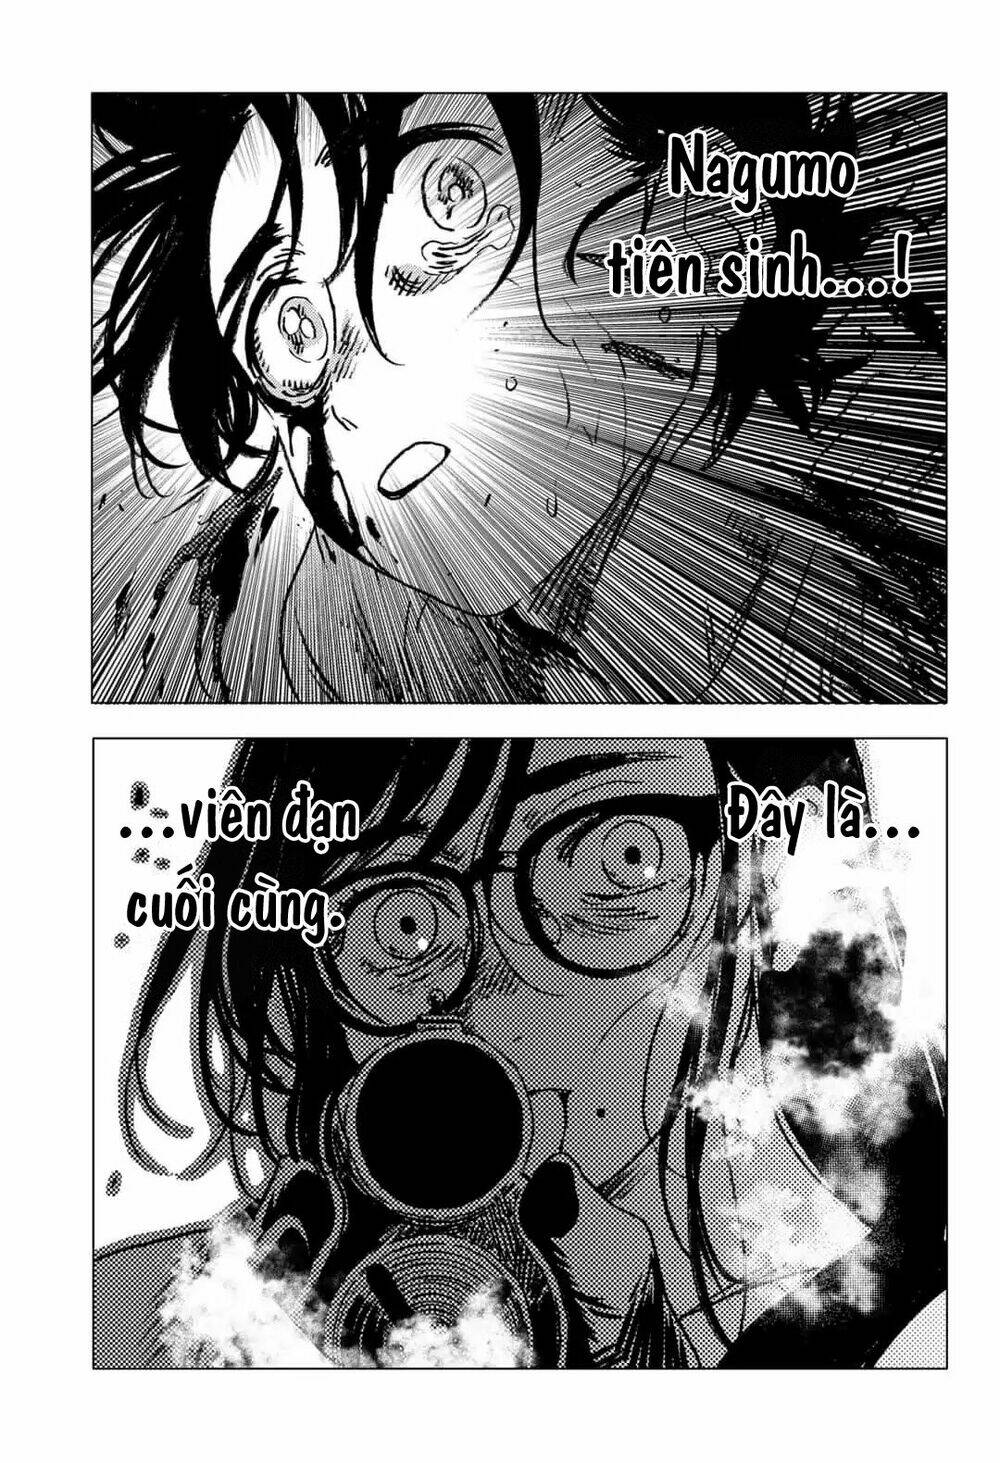 Nagumo
tiên sinh....!
Đây là...
...viên đạn
cuối cùng.